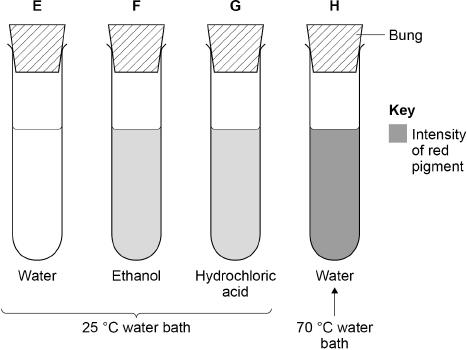 E F G H
Bung
Key
Intensity
of red
pigment
Water Ethanol Hydrochloric
acid Water
25 °C water bath
70 °C water
bath